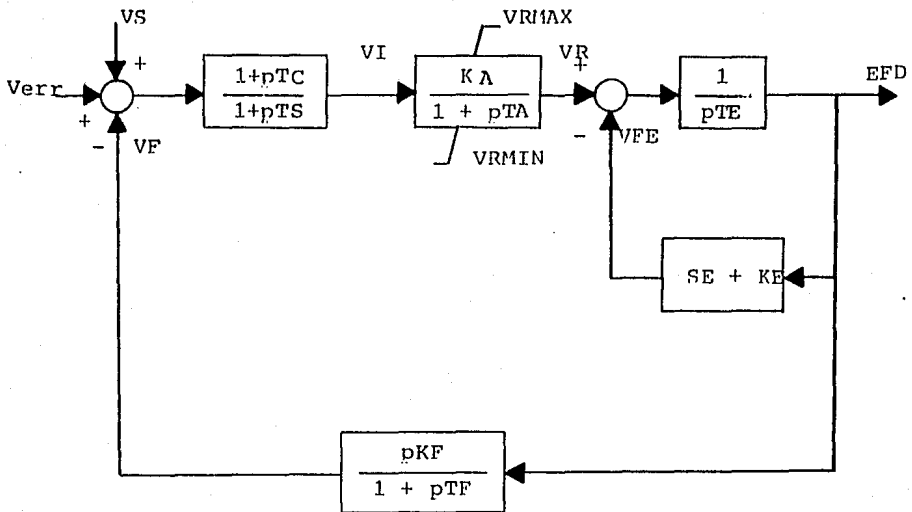 VS
VRMAX
+
1+pTC
VI
KA
VR
+
1
EFD
Verr
1+pTS
1 + pTA
pTE
+
-
VF
-
VFE
VRMIN
SE + KE
pKF
1 + pTF